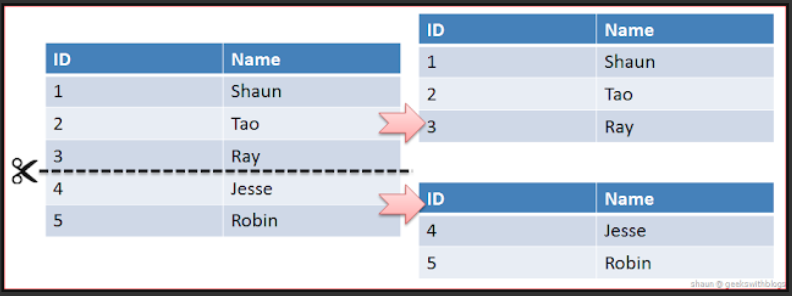 ID Name
1 Shaun
2 Tao
3 Ray
4 Jesse
5 Robin
ID Name
1 Shaun
2 Tao
3 Ray
ID Name
4 Jesse
5 Robin
shaun @ geekswithblogs